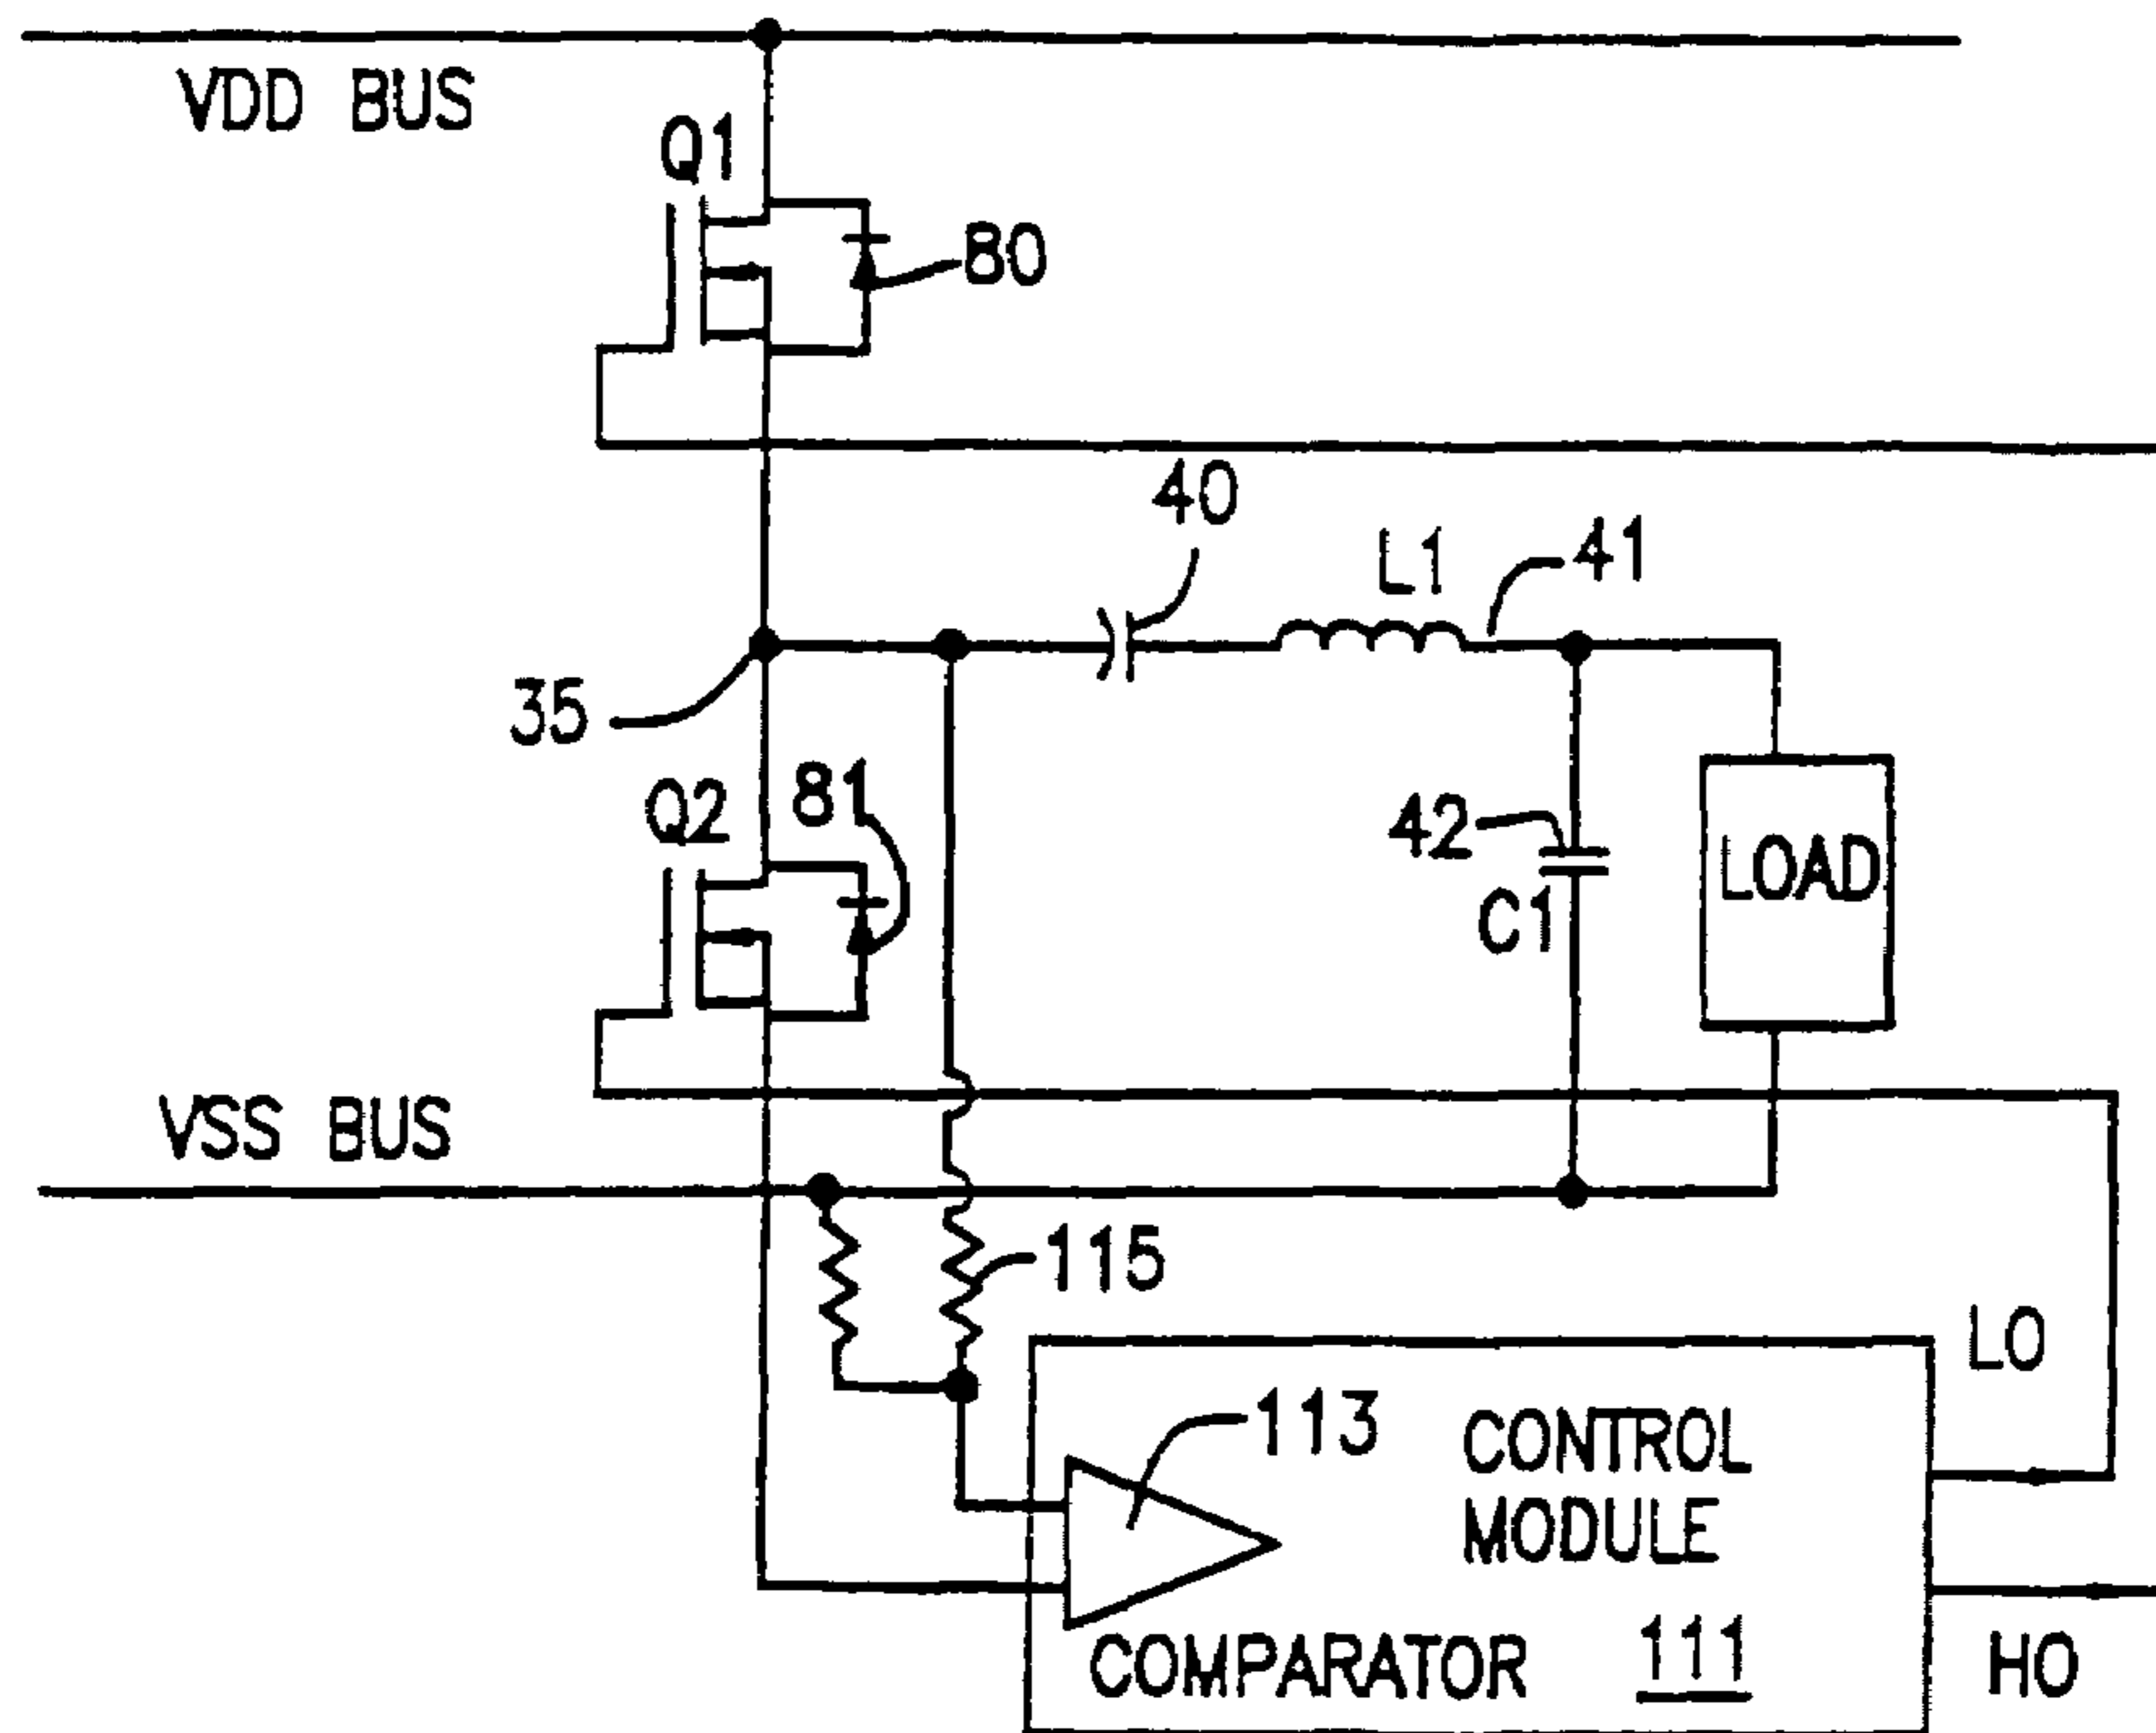 VDD BUS
Q1
80
40
L1
41
35
Q2
81
42
C1
LOAD
VSS BUS
115
LO
113
CONTROL
MODULE
COMPARATOR
111
HO